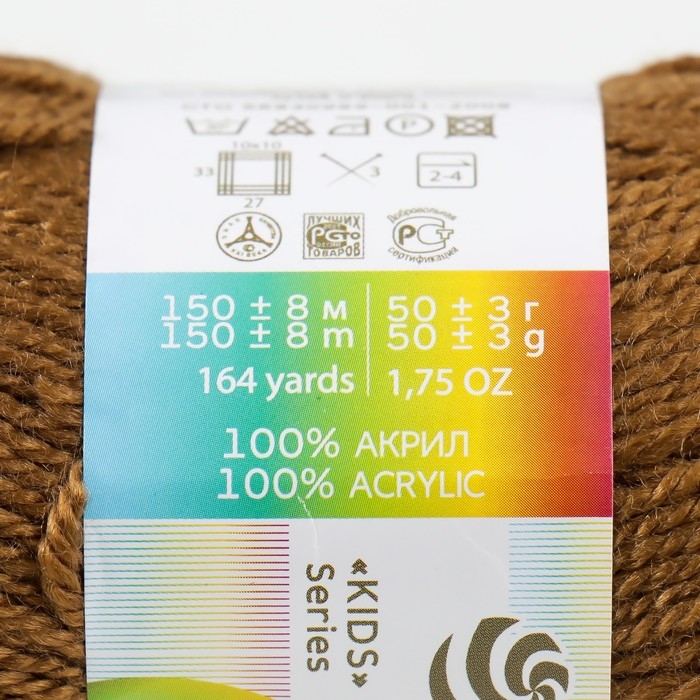 P
10x10
33
27
3
2-4
ЛУЧШИХ
ТОВАРОВ
Добровольная
РСТ
сертификация
150 ± 8 м 50 ± 3 г
150 ± 8 m 50 ± 3 g
164 yards 1,75 OZ
100% АКРИЛ
100% ACRYLIC
«KIDS»
Series